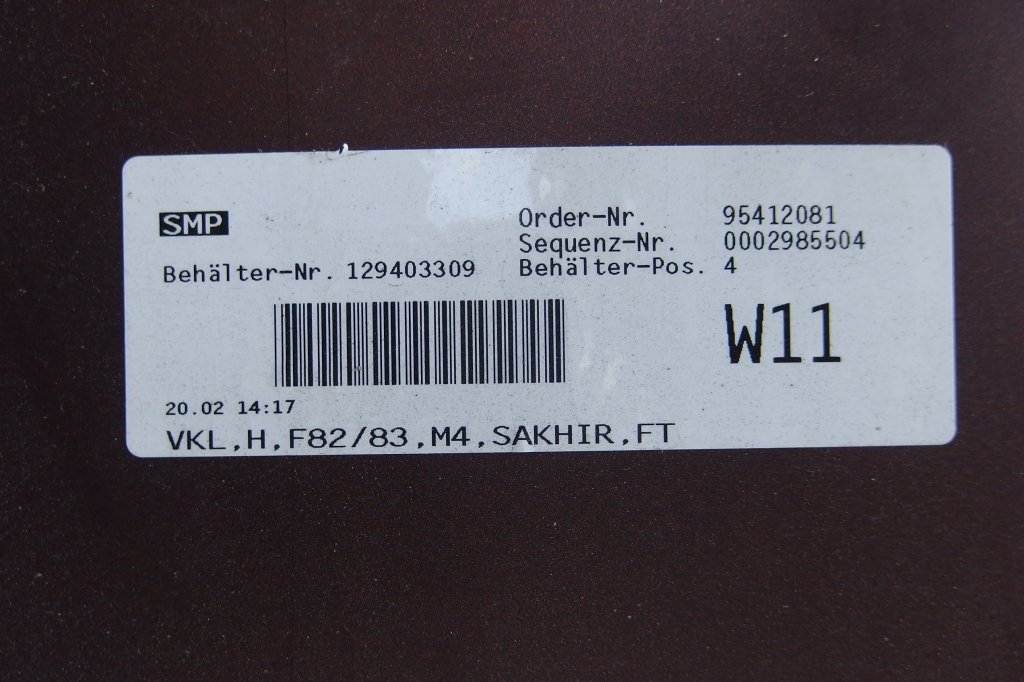 SMP
Order-Nr. 95412081
Sequenz-Nr. 0002985504
Behälter-Nr. 129403309 Behälter-Pos. 4
W11
20.02 14:17
VKL,H,F82/83,M4,SAKHIR,FT